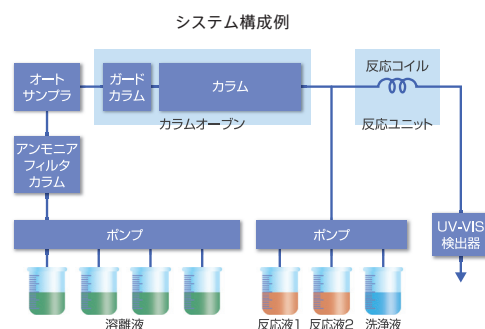 システム構成例
オート
サンプラ
ガード
カラム
カラム
カラムオーブン
反応コイル
反応ユニット
アンモニア
フィルタ
カラム
ポンプ
ポンプ
UV-VIS
検出器
溶離液
反応液1
反応液2
洗浄液